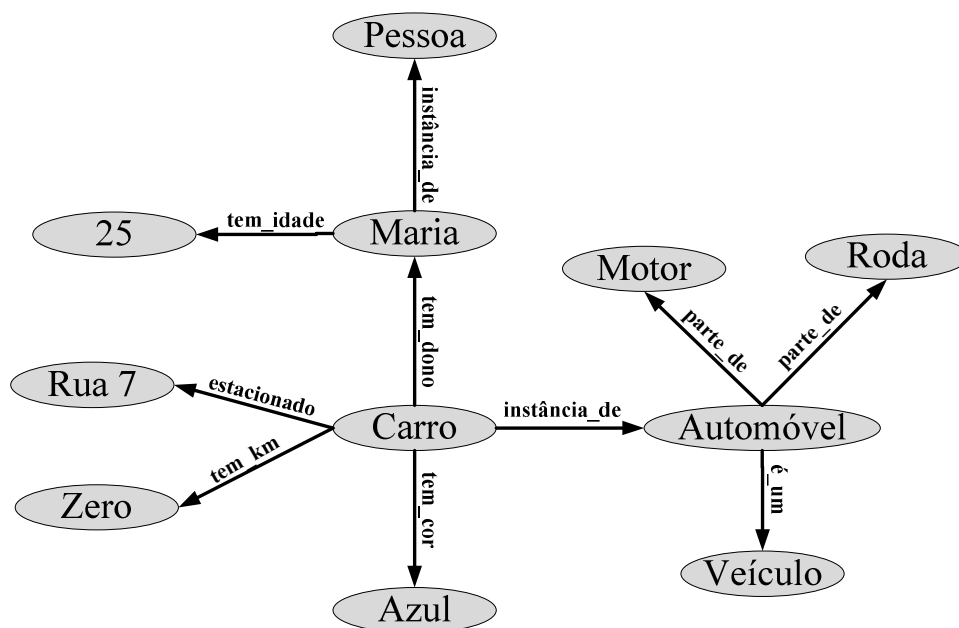 Pessoa
instância_de
25
tem_idade
Maria
Motor
Roda
tem_dono
parte_de
parte_de
Rua 7
estacionado
Carro
instância_de
Automóvel
tem_km
Zero
tem_cor
é_um
Azul
Veículo